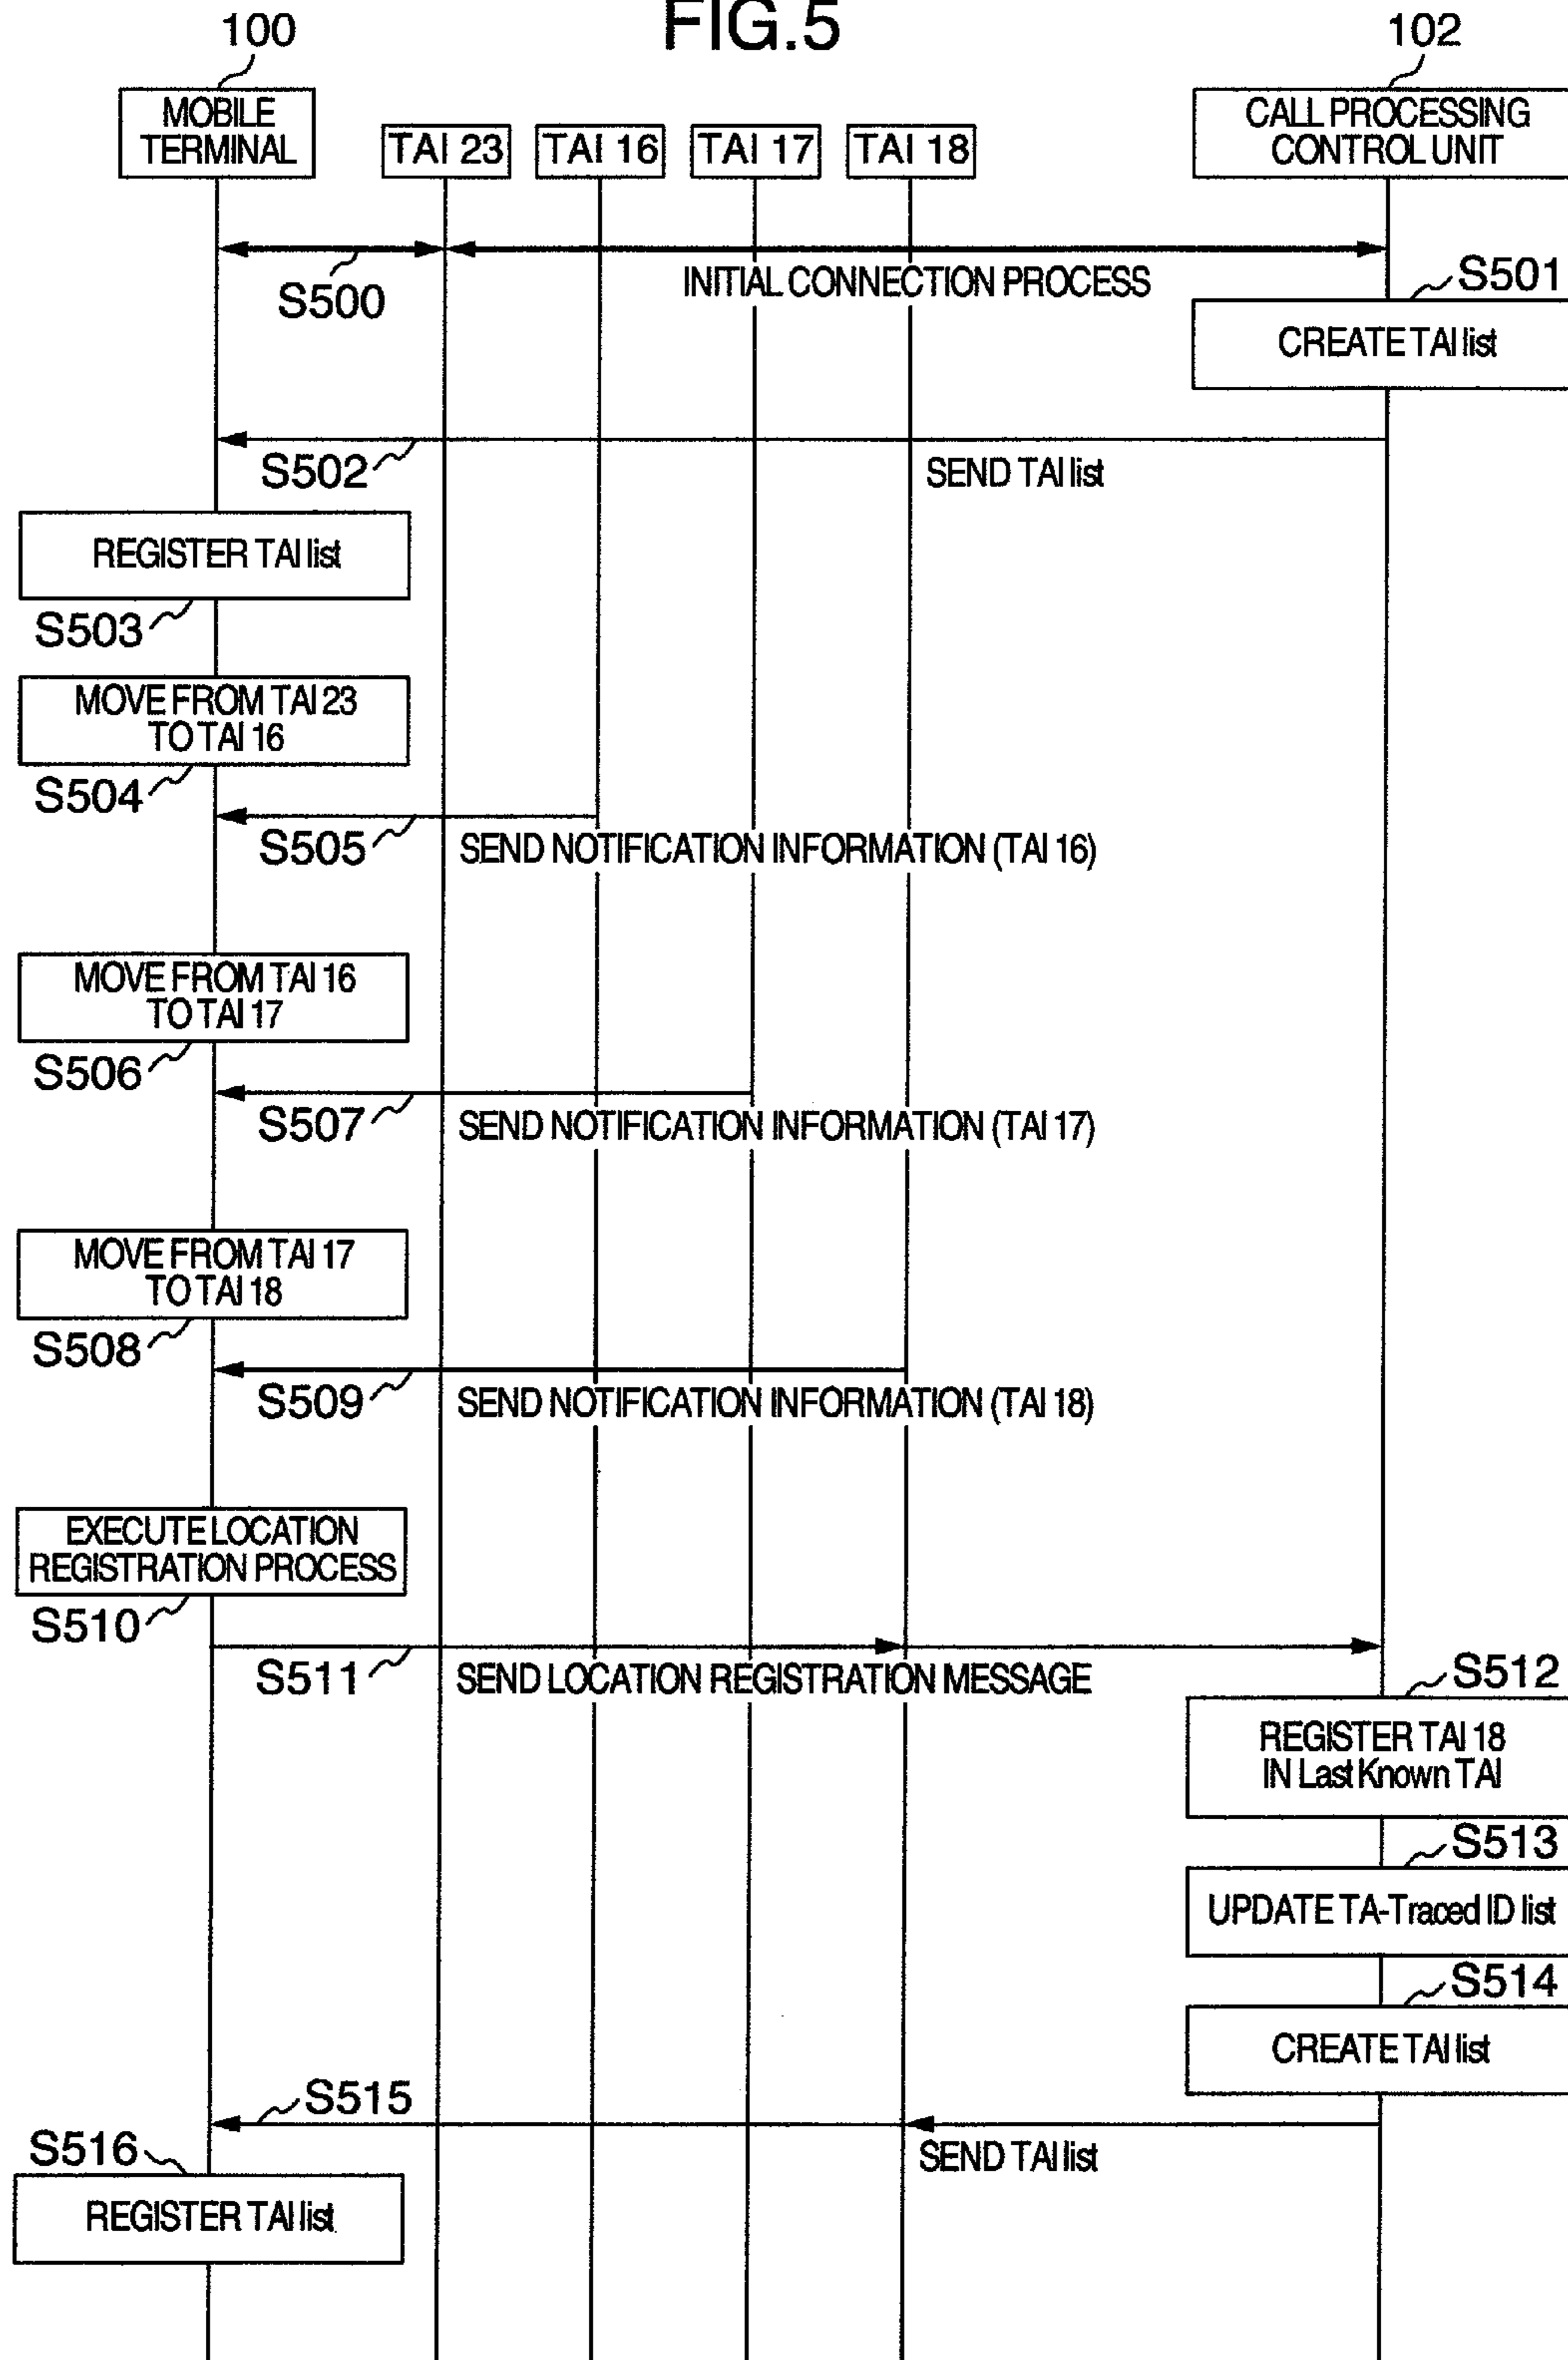 FIG.5
100
102
MOBILE
TERMINAL
TAI 23
TAI 16
TAI 17
TAI 18
CALL PROCESSING
CONTROL UNIT
S500
INITIAL CONNECTION PROCESS
S501
CREATE TAI list
S502
SEND TAI list
REGISTER TAI list
S503
MOVE FROM TAI 23
TO TAI 16
S504
S505
SEND NOTIFICATION INFORMATION (TAI 16)
MOVE FROM TAI 16
TO TAI 17
S506
S507
SEND NOTIFICATION INFORMATION (TAI 17)
MOVE FROM TAI 17
TO TAI 18
S508
S509
SEND NOTIFICATION INFORMATION (TAI 18)
EXECUTE LOCATION
REGISTRATION PROCESS
S510
S511
SEND LOCATION REGISTRATION MESSAGE
S512
REGISTER TAI 18
IN Last Known TAI
S513
UPDATE TA-Traced ID list
S514
CREATE TAI list
S515
SEND TAI list
S516
REGISTER TAI list